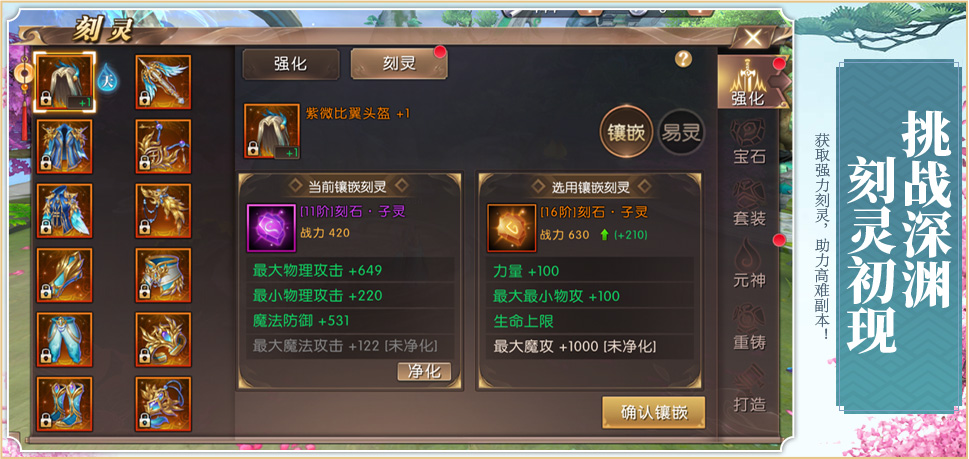 刻灵
强化
刻灵
?
强化
+1
天
紫微比翼头盔 +1
+1
镶嵌
易灵
宝石
当前镶嵌刻灵
[11阶]刻石·子灵
战力 420
最大物理攻击 +649
最小物理攻击 +220
魔法防御 +531
最大魔法攻击 +122 [未净化]
净化
选用镶嵌刻灵
[16阶]刻石·子灵
战力 630 (+210)
力量 +100
最大最小物攻 +100
生命上限
最大魔攻 +1000 [未净化]
确认镶嵌
套装
元神
重铸
打造
挑战深渊
刻灵初现
获取强力刻灵，助力高难副本！